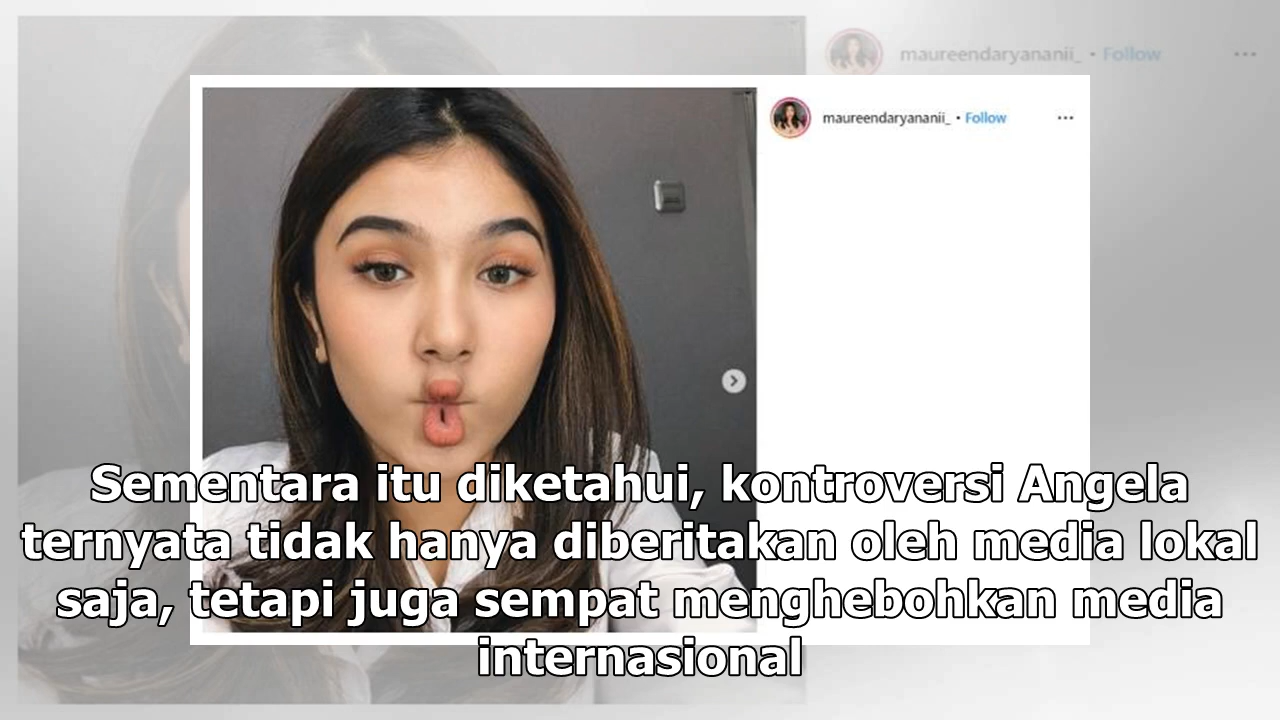 maureendaryananii_ • Follow ...
maureendaryananii_ • Follow ...
Sementara itu diketahui, kontroversi Angela
ternyata tidak hanya diberitakan oleh media lokal
saja, tetapi juga sempat menghebohkan media
internasional